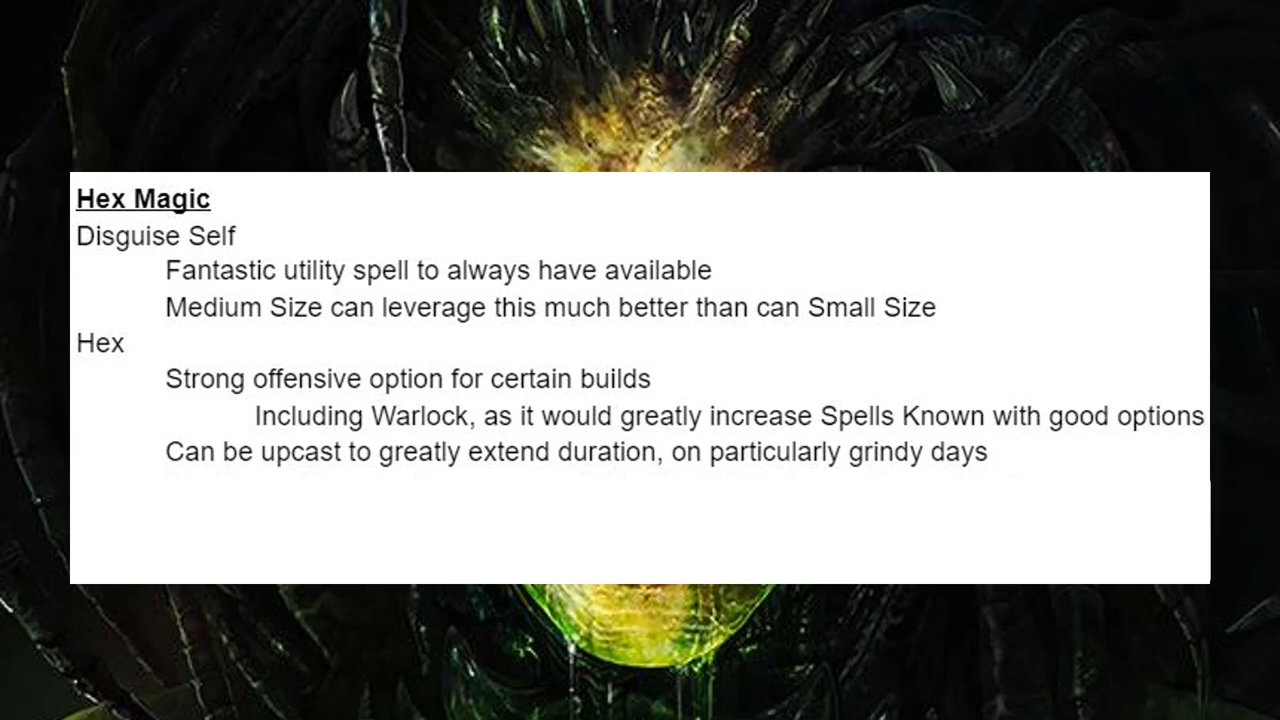 Hex Magic
Disguise Self
Fantastic utility spell to always have available
Medium Size can leverage this much better than can Small Size
Hex
Strong offensive option for certain builds
Including Warlock, as it would greatly increase Spells Known with good options
Can be upcast to greatly extend duration, on particularly grindy days